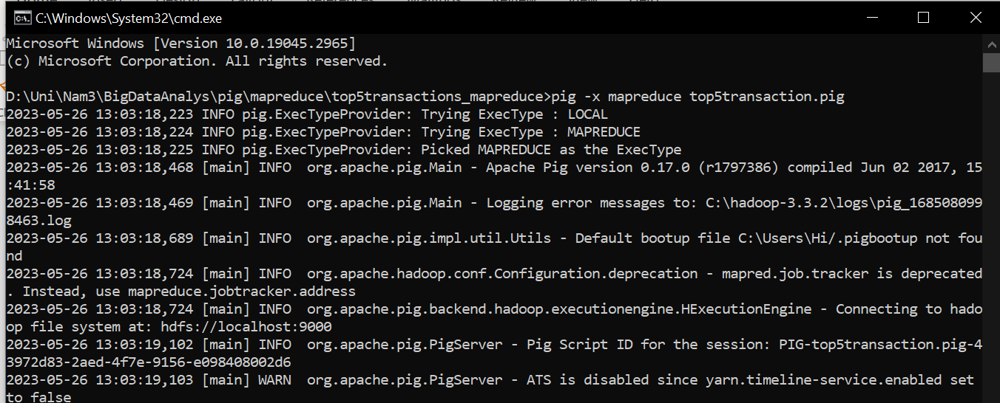 C:\Windows\System32\cmd.exe
Microsoft Windows [Version 10.0.19045.2965]
(c) Microsoft Corporation. All rights reserved.
D:\Uni\Nam3\BigDataAnalys\pig\mapreduce\top5transactions_mapreduce>pig -x mapreduce top5transaction.pig
2023-05-26 13:03:18,223 INFO pig.ExecTypeProvider: Trying ExecType : LOCAL
2023-05-26 13:03:18,224 INFO pig.ExecTypeProvider: Trying ExecType : MAPREDUCE
2023-05-26 13:03:18,225 INFO pig.ExecTypeProvider: Picked MAPREDUCE as the ExecType
2023-05-26 13:03:18,468 [main] INFO  org.apache.pig.Main - Apache Pig version 0.17.0 (r1797386) compiled Jun 02 2017, 15
:41:58
2023-05-26 13:03:18,469 [main] INFO  org.apache.pig.Main - Logging error messages to: C:\hadoop-3.3.2\logs\pig_168508099
8463.log
2023-05-26 13:03:18,689 [main] INFO  org.apache.pig.impl.util.Utils - Default bootup file C:\Users\Hi/.pigbootup not fou
nd
2023-05-26 13:03:18,724 [main] INFO  org.apache.hadoop.conf.Configuration.deprecation - mapred.job.tracker is deprecated
. Instead, use mapreduce.jobtracker.address
2023-05-26 13:03:18,724 [main] INFO  org.apache.pig.backend.hadoop.executionengine.HExecutionEngine - Connecting to hado
op file system at: hdfs://localhost:9000
2023-05-26 13:03:19,102 [main] INFO  org.apache.pig.PigServer - Pig Script ID for the session: PIG-top5transaction.pig-4
3972d83-2aed-4f7e-9156-e098408002d6
2023-05-26 13:03:19,103 [main] WARN  org.apache.pig.PigServer - ATS is disabled since yarn.timeline-service.enabled set
to false